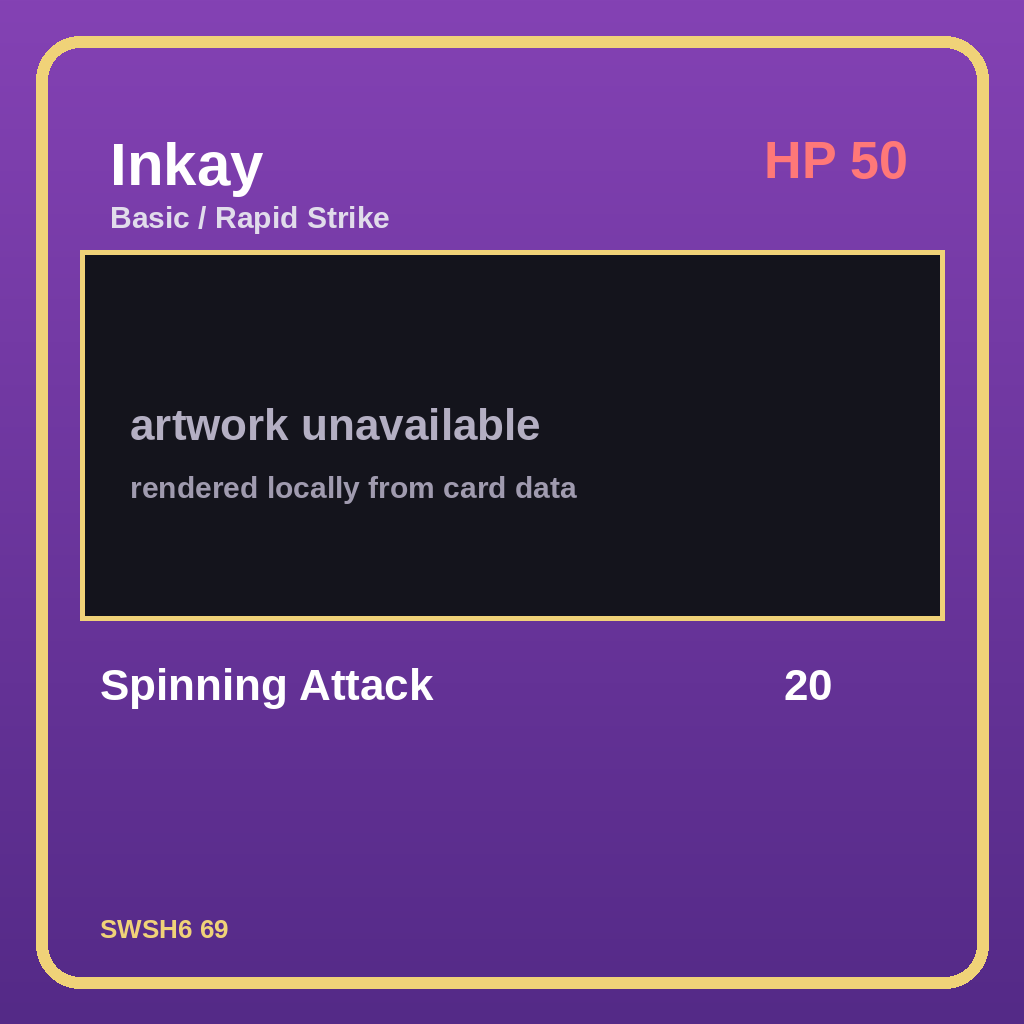 Inkay
HP 50
Basic / Rapid Strike
artwork unavailable
rendered locally from card data
Spinning Attack
20
SWSH6 69